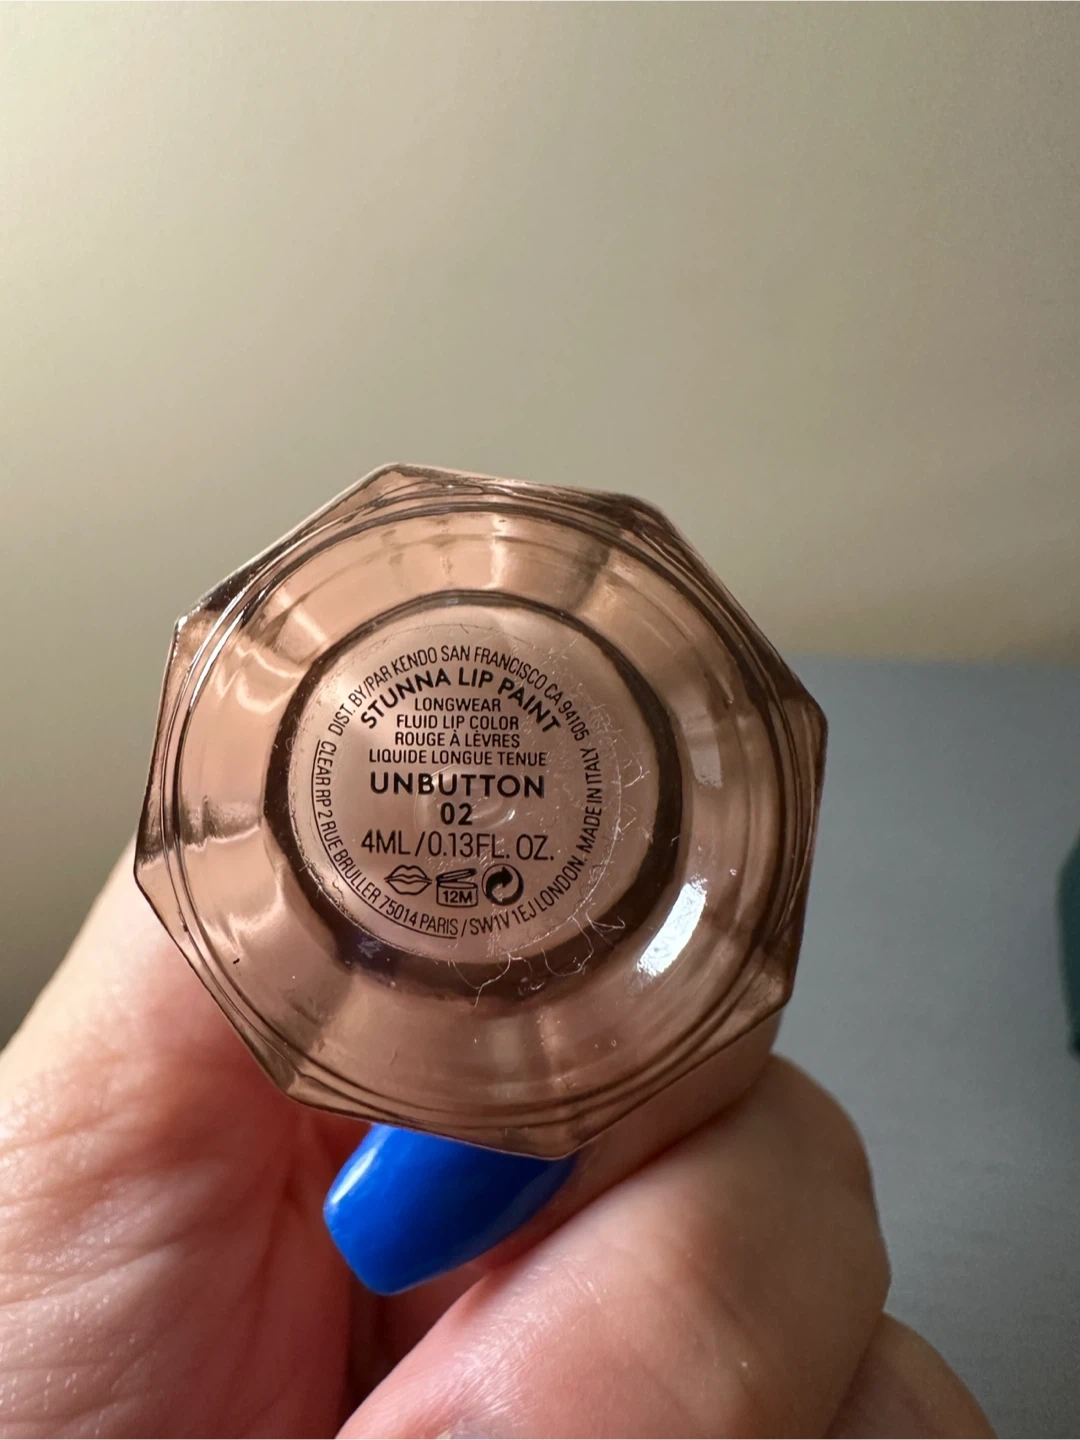 DIST. BY/PAR KENDO SAN FRANCISCO CA 94105
STUNNA LIP PAINT
LONGWEAR
FLUID LIP COLOR
ROUGE À LÈVRES
LIQUIDE LONGUE TENUE
UNBUTTON
02
4ML/0.13FL. OZ.
12M
CLEAR RP 2 RUE BRULLER 75014 PARIS / SW1V 1EJ LONDON. MADE IN ITALY